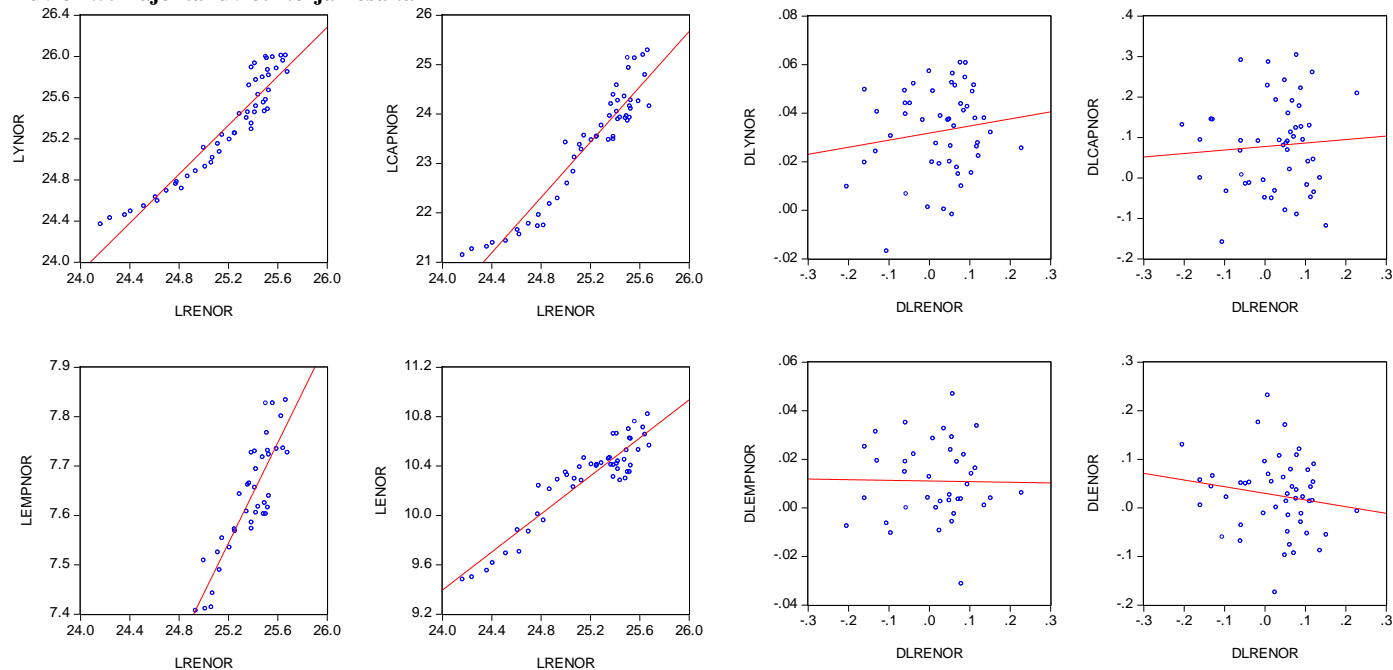 26.4
26.0
25.6
25.2
24.8
24.4
24.0
LYNOR
24.0 24.4 24.8 25.2 25.6 26.0
LRENOR
26
25
24
23
22
21
LCAPNOR
24.0 24.4 24.8 25.2 25.6 26.0
LRENOR
.08
.06
.04
.02
.00
-.02
DLYNOR
-.3 -.2 -.1 .0 .1 .2 .3
DLRENOR
.4
.3
.2
.1
.0
-.1
-.2
DLCAPNOR
-.3 -.2 -.1 .0 .1 .2 .3
DLRENOR
7.9
7.8
7.7
7.6
7.5
7.4
LEMPNOR
24.0 24.4 24.8 25.2 25.6 26.0
LRENOR
11.2
10.8
10.4
10.0
9.6
9.2
LENOR
24.0 24.4 24.8 25.2 25.6 26.0
LRENOR
.06
.04
.02
.00
-.02
-.04
DLEMPNOR
-.3 -.2 -.1 .0 .1 .2 .3
DLRENOR
.3
.2
.1
.0
-.1
-.2
DLENOR
-.3 -.2 -.1 .0 .1 .2 .3
DLRENOR